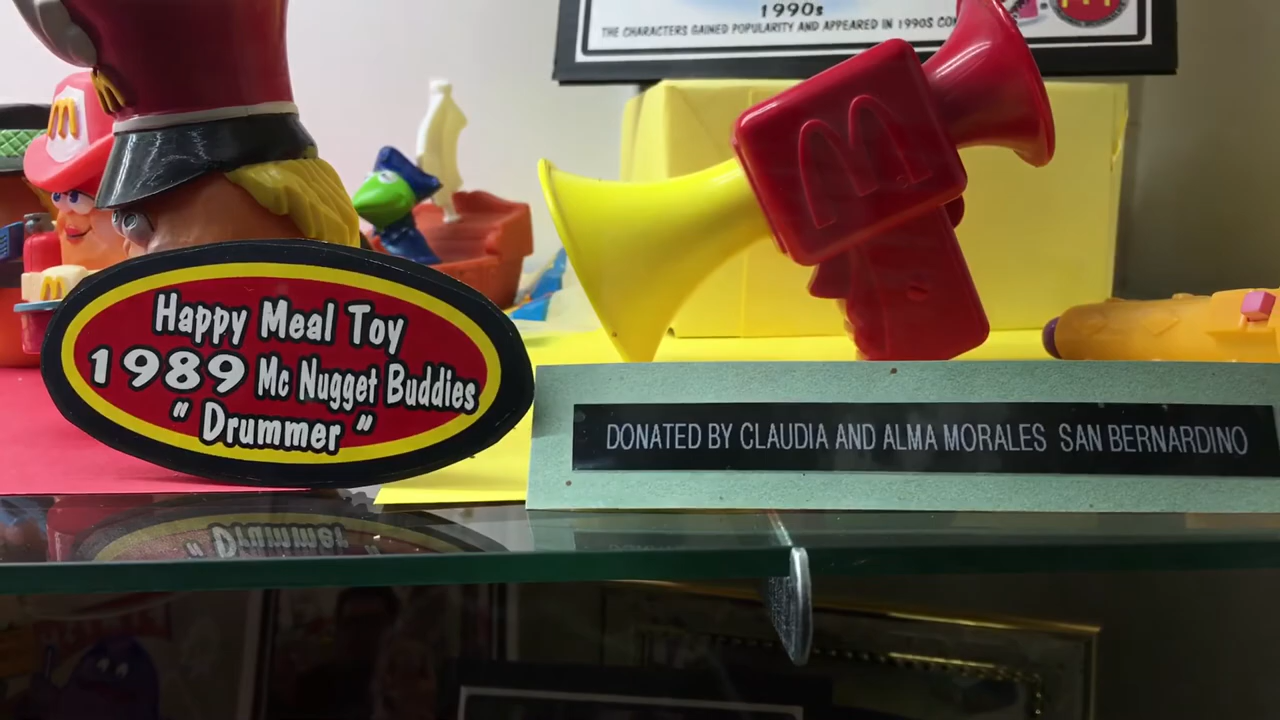 1990s
THE CHARACTERS GAINED POPULARITY AND APPEARED IN 1990S
Happy Meal Toy
1989 Mc Nugget Buddies
" Drummer "
DONATED BY CLAUDIA AND ALMA MORALES SAN BERNARDINO
" Drummer "